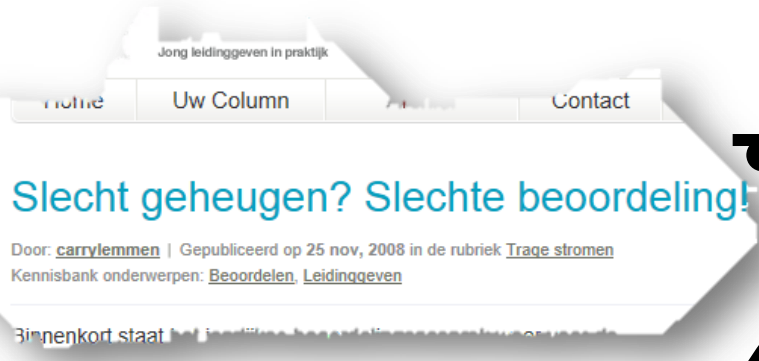 Jong leidinggeven in praktijk
Home Uw Column Contact
Slecht geheugen? Slechte beoordeling!
Door: carrylemmen | Gepubliceerd op 25 nov, 2008 in de rubriek Trage stromen
Kennisbank onderwerpen: Beoordelen, Leidinggeven
Binnenkort staat